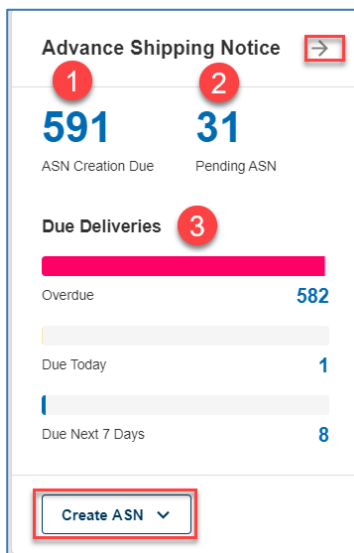 Advance Shipping Notice →
1 2
591 31
ASN Creation Due Pending ASN
Due Deliveries 3
Overdue 582
Due Today 1
Due Next 7 Days 8
Create ASN